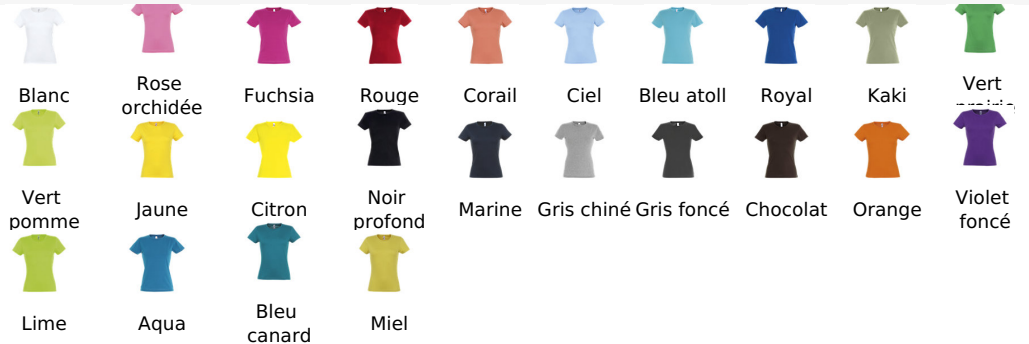 Blanc
Rose
orchidée
Fuchsia
Rouge
Corail
Ciel
Bleu atoll
Royal
Kaki
Vert
Vert
pomme
Jaune
Citron
Noir
profond
Marine
Gris chiné
Gris foncé
Chocolat
Orange
Violet
foncé
Lime
Aqua
Bleu
canard
Miel